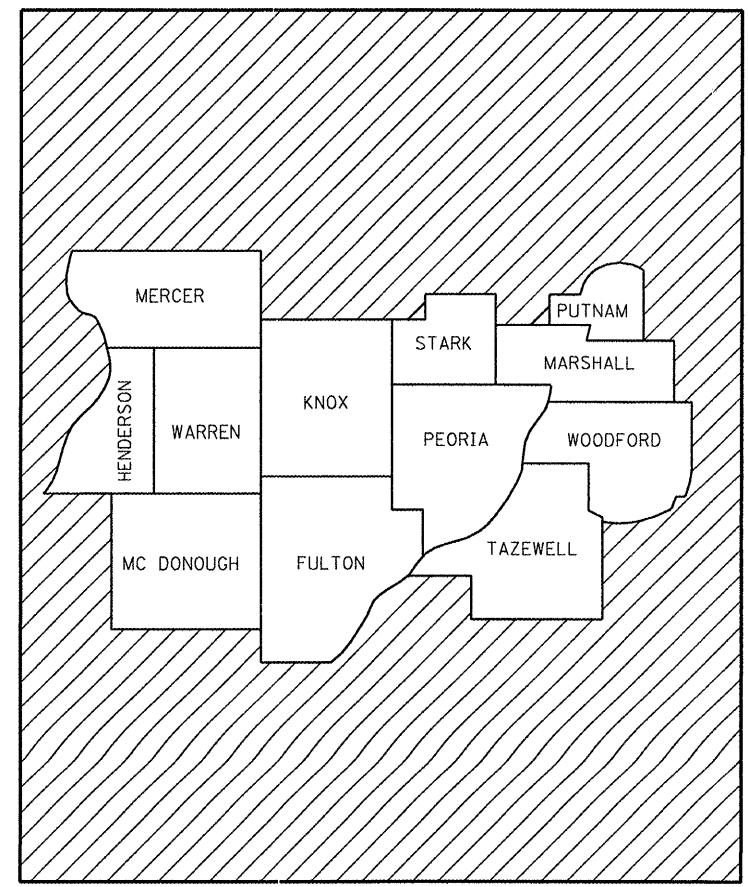 MERCER
PUTNAM
STARK
MARSHALL
HENDERSON
WARREN
KNOX
PEORIA
WOODFORD
MC DONOUGH
FULTON
TAZEWELL